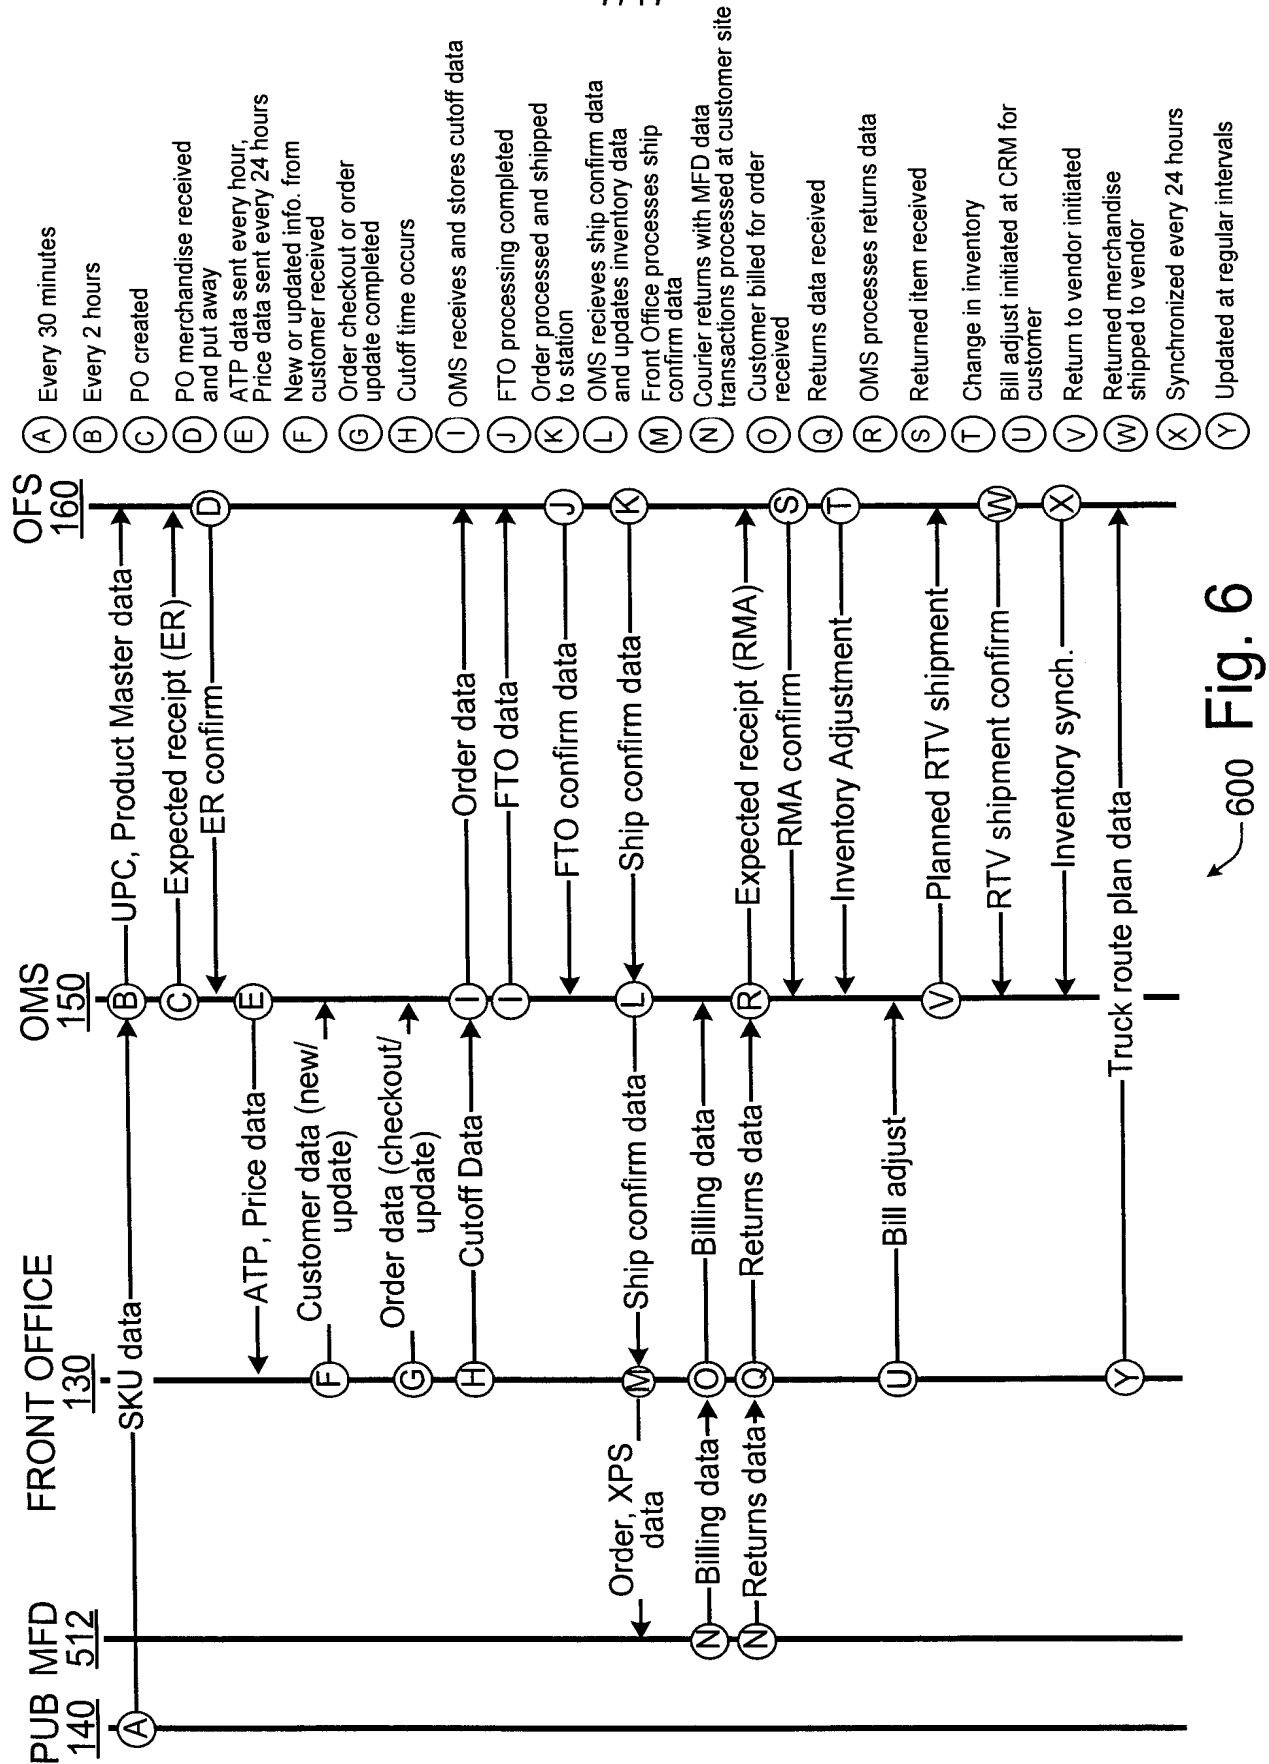 PUB
140
MFD
512
FRONT OFFICE
130
OMS
150
OFS
160
A
SKU data
B
UPC, Product Master data
C
Expected receipt (ER)
D
ER confirm
E
ATP, Price data
F
Customer data (new/
update)
G
Order data (checkout/
update)
H
Cutoff Data
I
Order data
I
FTO data
J
FTO confirm data
K
Ship confirm data
L
Ship confirm data
M
Order, XPS
data
N
Billing data
O
Billing data
N
Returns data
Q
Returns data
R
Expected receipt (RMA)
S
RMA confirm
T
Inventory Adjustment
U
Bill adjust
V
Planned RTV shipment
W
RTV shipment confirm
X
Inventory synch.
Y
Truck route plan data
A Every 30 minutes
B Every 2 hours
C PO created
D PO merchandise received
and put away
E ATP data sent every hour,
Price data sent every 24 hours
F New or updated info. from
customer received
G Order checkout or order
update completed
H Cutoff time occurs
I OMS receives and stores cutoff data
J FTO processing completed
K Order processed and shipped
to station
L OMS recieves ship confirm data
and updates inventory data
M Front Office processes ship
confirm data
N Courier returns with MFD data
transactions processed at customer site
O Customer billed for order
received
Q Returns data received
R OMS processes returns data
S Returned item received
T Change in inventory
U Bill adjust initiated at CRM for
customer
V Return to vendor initiated
W Returned merchandise
shipped to vendor
X Synchronized every 24 hours
Y Updated at regular intervals
600
Fig. 6